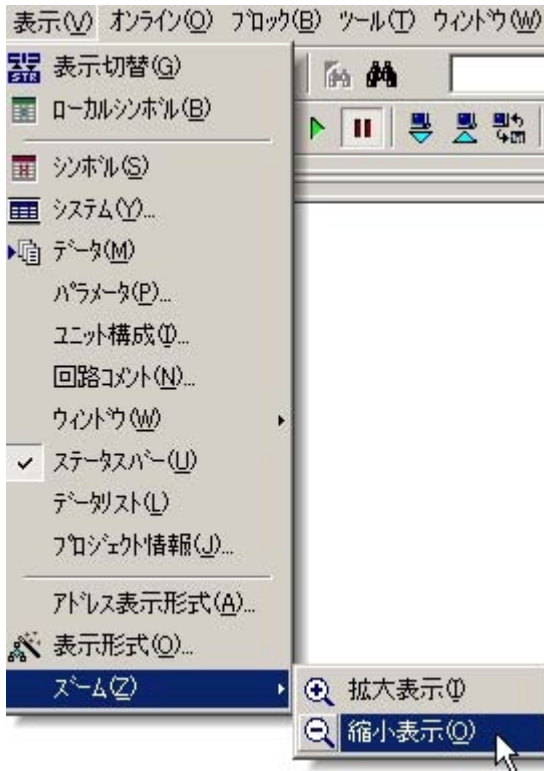 表示(V) オンライン(O) ﾌﾞﾛｯｸ(B) ツール(T) ｳｨﾝﾄﾞｳ(W)
表示切替(G)
ﾛｰｶﾙｼﾝﾎﾞﾙ(B)
ｼﾝﾎﾞﾙ(S)
ｼｽﾃﾑ(Y)...
ﾃﾞｰﾀ(M)
ﾊﾟﾗﾒｰﾀ(P)...
ﾕﾆｯﾄ構成(I)...
回路ｺﾒﾝﾄ(N)...
ｳｨﾝﾄﾞｳ(W)
ｽﾃｰﾀｽﾊﾞｰ(U)
ﾃﾞｰﾀﾘｽﾄ(L)
ﾌﾟﾛｼﾞｪｸﾄ情報(J)...
ｱﾄﾞﾚｽ表示形式(A)...
表示形式(O)...
ｽﾞｰﾑ(Z)
拡大表示(I)
縮小表示(O)